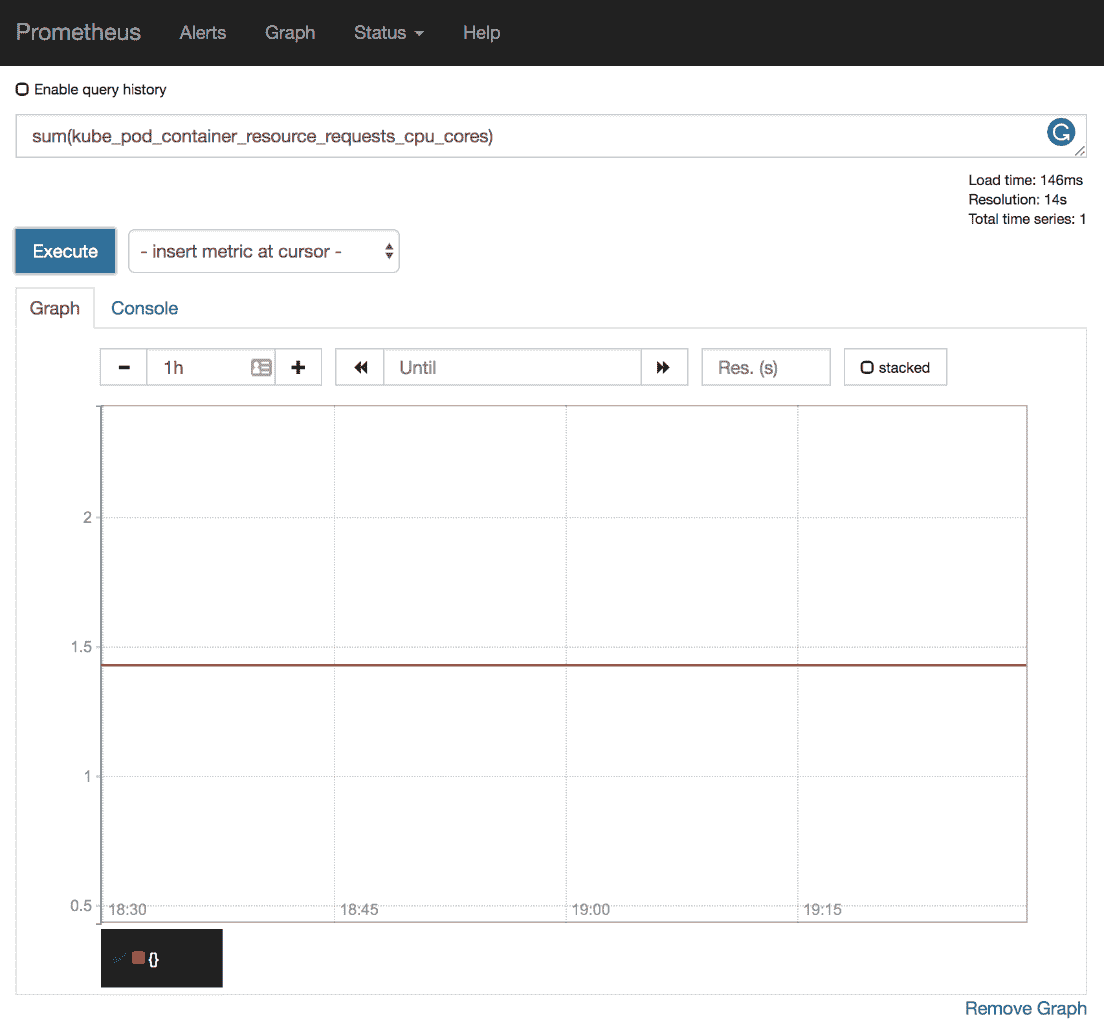 Prometheus Alerts Graph Status Help
Enable query history
sum(kube_pod_container_resource_requests_cpu_cores)
Load time: 146ms
Resolution: 14s
Total time series: 1
Execute - insert metric at cursor -
Graph Console
1h Until Res. (s) stacked
2
1.5
1
0.5
18:30 18:45 19:00 19:15
{}
Remove Graph